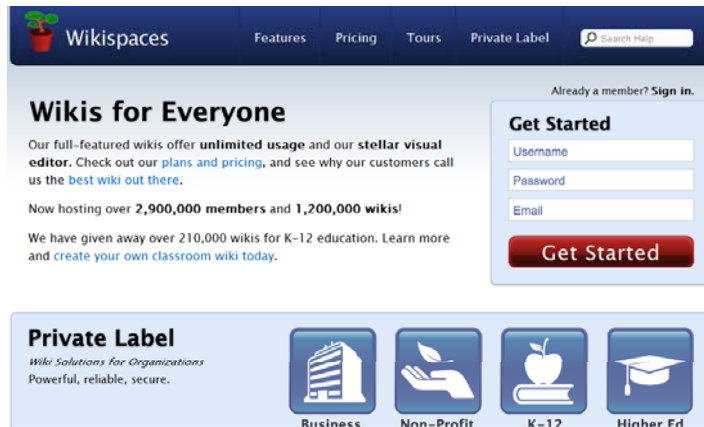 Wikispaces Features Pricing Tours Private Label Search Help
Already a member? Sign in.
Wikis for Everyone
Our full-featured wikis offer unlimited usage and our stellar visual
editor. Check out our plans and pricing, and see why our customers call
us the best wiki out there.
Now hosting over 2,900,000 members and 1,200,000 wikis!
We have given away over 210,000 wikis for K-12 education. Learn more
and create your own classroom wiki today.
Get Started
Username
Password
Email
Get Started
Private Label
Wiki Solutions for Organizations
Powerful, reliable, secure.
Business Non-Profit K-12 Higher Ed